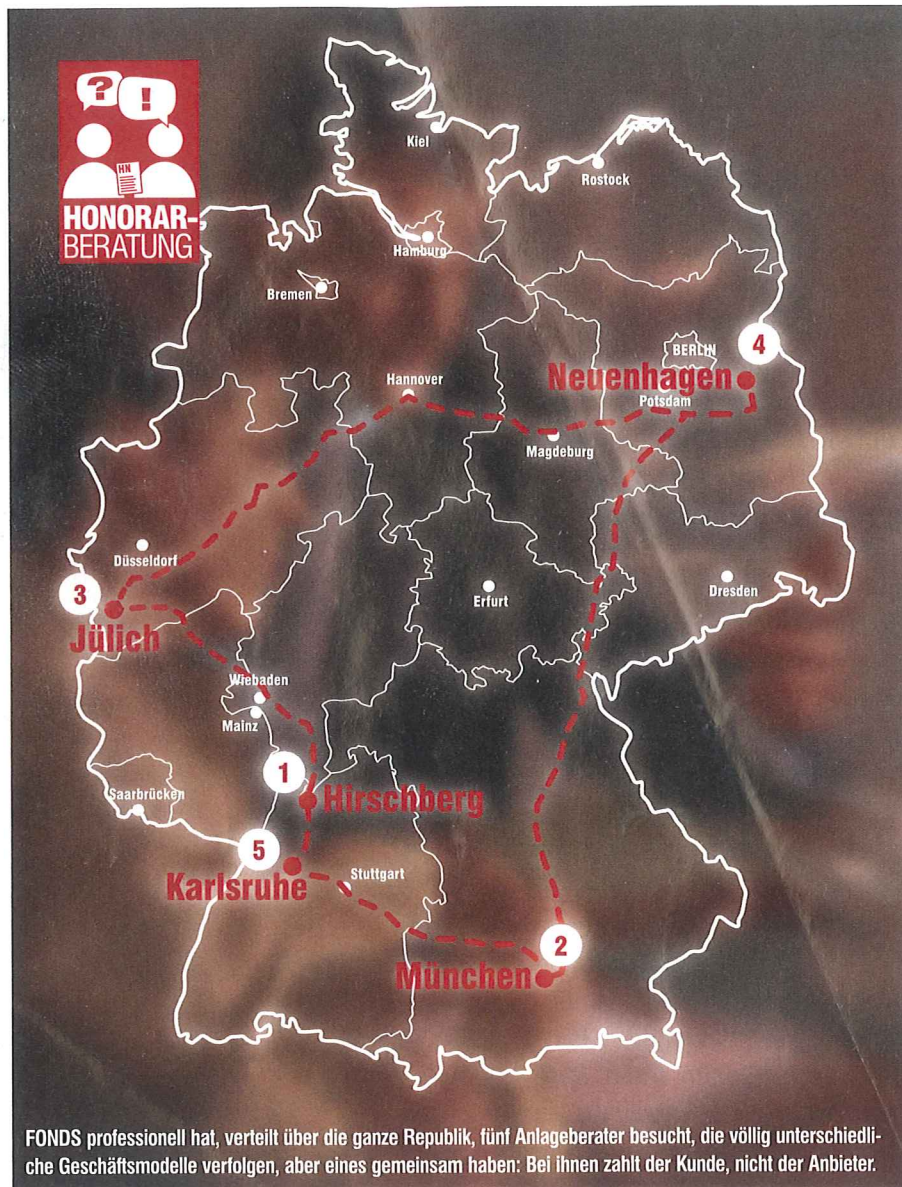 ? !
HN
HONORAR-
BERATUNG
Kiel
Rostock
Hamburg
Bremen
BERLIN
4
Hannover
Neuenhagen
Potsdam
Magdeburg
Düsseldorf
3
Erfurt
Dresden
Jülich
Wiebaden
Mainz
1
Hirschberg
Saarbrücken
5
Karlsruhe
Stuttgart
2
München
FONDS professionell hat, verteilt über die ganze Republik, fünf Anlageberater besucht, die völlig unterschiedli-
che Geschäftsmodelle verfolgen, aber eines gemeinsam haben: Bei ihnen zahlt der Kunde, nicht der Anbieter.